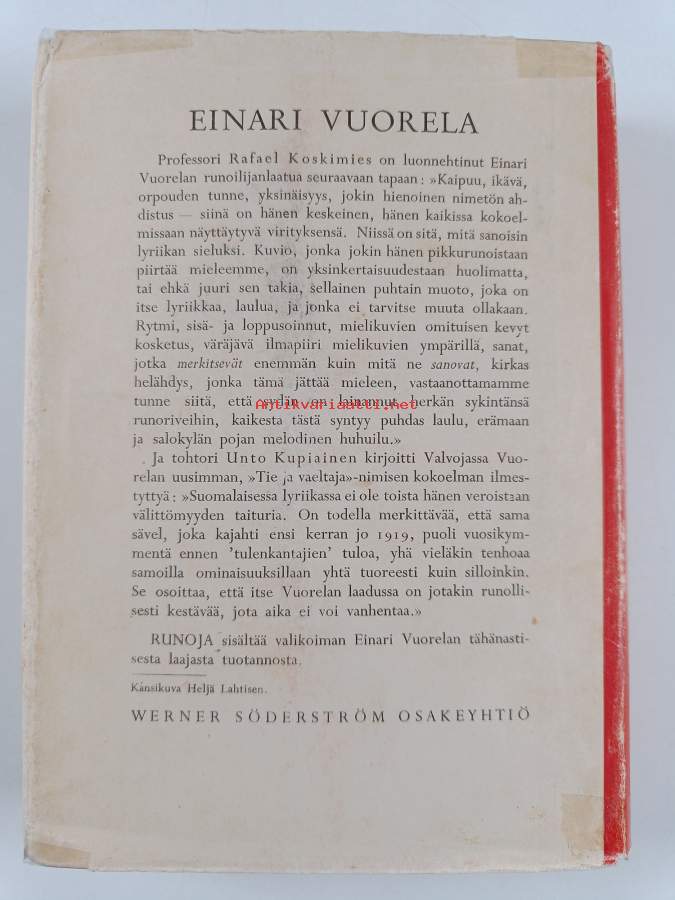 EINARI VUORELA
Professori Rafael Koskimies on luonnehtinut Einari
Vuorelan runoilijanlaatua seuraavaan tapaan: »Kaipuu, ikävä,
orpouden tunne, yksinäisyys, jokin hienoinen nimetön ah-
distus — siinä on hänen keskeinen, hänen kaikissa kokoel-
missaan näyttäytyvä virityksensä. Niissä on sitä, mitä sanoisin
lyriikan sieluksi. Kuvio, jonka jokin hänen pikkurunoistaan
piirtää mieleemme, on yksinkertaisuudestaan huolimatta,
tai ehkä juuri sen takia, sellainen puhtain muoto, joka on
itse lyriikkaa, laulua, ja jonka ei tarvitse muuta ollakaan.
Rytmi, sisä- ja loppusoinnut, mielikuvien omituisen kevyt
kosketus, väräjävä ilmapiiri mielikuvien ympärillä, sanat,
jotka merkitsevät enemmän kuin mitä ne sanovat, kirkas
helähdys, jonka tämä jättää mieleen, vastaanottamamme
tunne siitä, että sydän on lainannut herkän sykintänsä
antikvariaatti.net
runoriveihin, kaikesta tästä syntyy puhdas laulu, erämaan
ja salokylän pojan melodinen huhuilu.»
Ja tohtori Unto Kupiainen kirjoitti Valvojassa Vuo-
relan uusimman, »Tie ja vaeltaja»-nimisen kokoelman ilmes-
tyttyä: »Suomalaisessa lyriikassa ei ole toista hänen veroistaan
välittömyyden taituria. On todella merkittävää, että sama
sävel, joka kajahti ensi kerran jo 1919, puoli vuosikym-
mentä ennen 'tulenkantajien' tuloa, yhä vieläkin tenhoaa
samoilla ominaisuuksillaan yhtä tuoreesti kuin silloinkin.
Se osoittaa, että itse Vuorelan laadussa on jotakin runolli-
sesti kestävää, jota aika ei voi vanhentaa.»
RUNOJA sisältää valikoiman Einari Vuorelan tähänasti-
sesta laajasta tuotannosta.
Kansikuva Heljä Lahtisen.
WERNER SÖDERSTRÖM OSAKEYHTIÖ